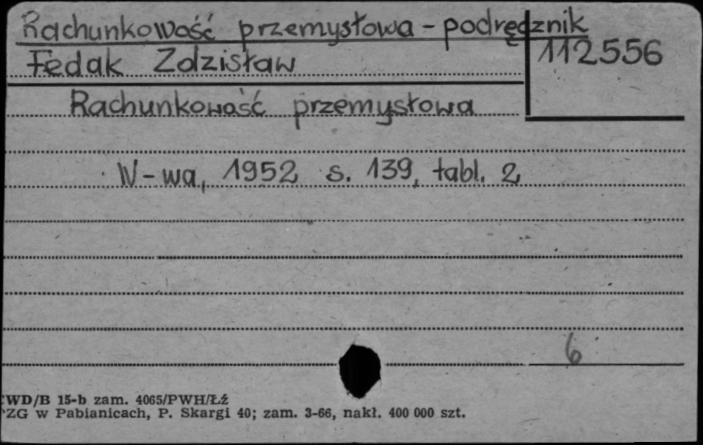 Rachunkowość przemysłowa - podręcznik
Fedak Zdzisław
112556
Rachunkowość przemysłowa
W-wa, 1952 s. 139, tabl. 2
6
WD/B 15-b zam. 4065/PWH/Łź
PZG w Pabianicach, P. Skargi 40; zam. 3-66, nakł. 400 000 szt.